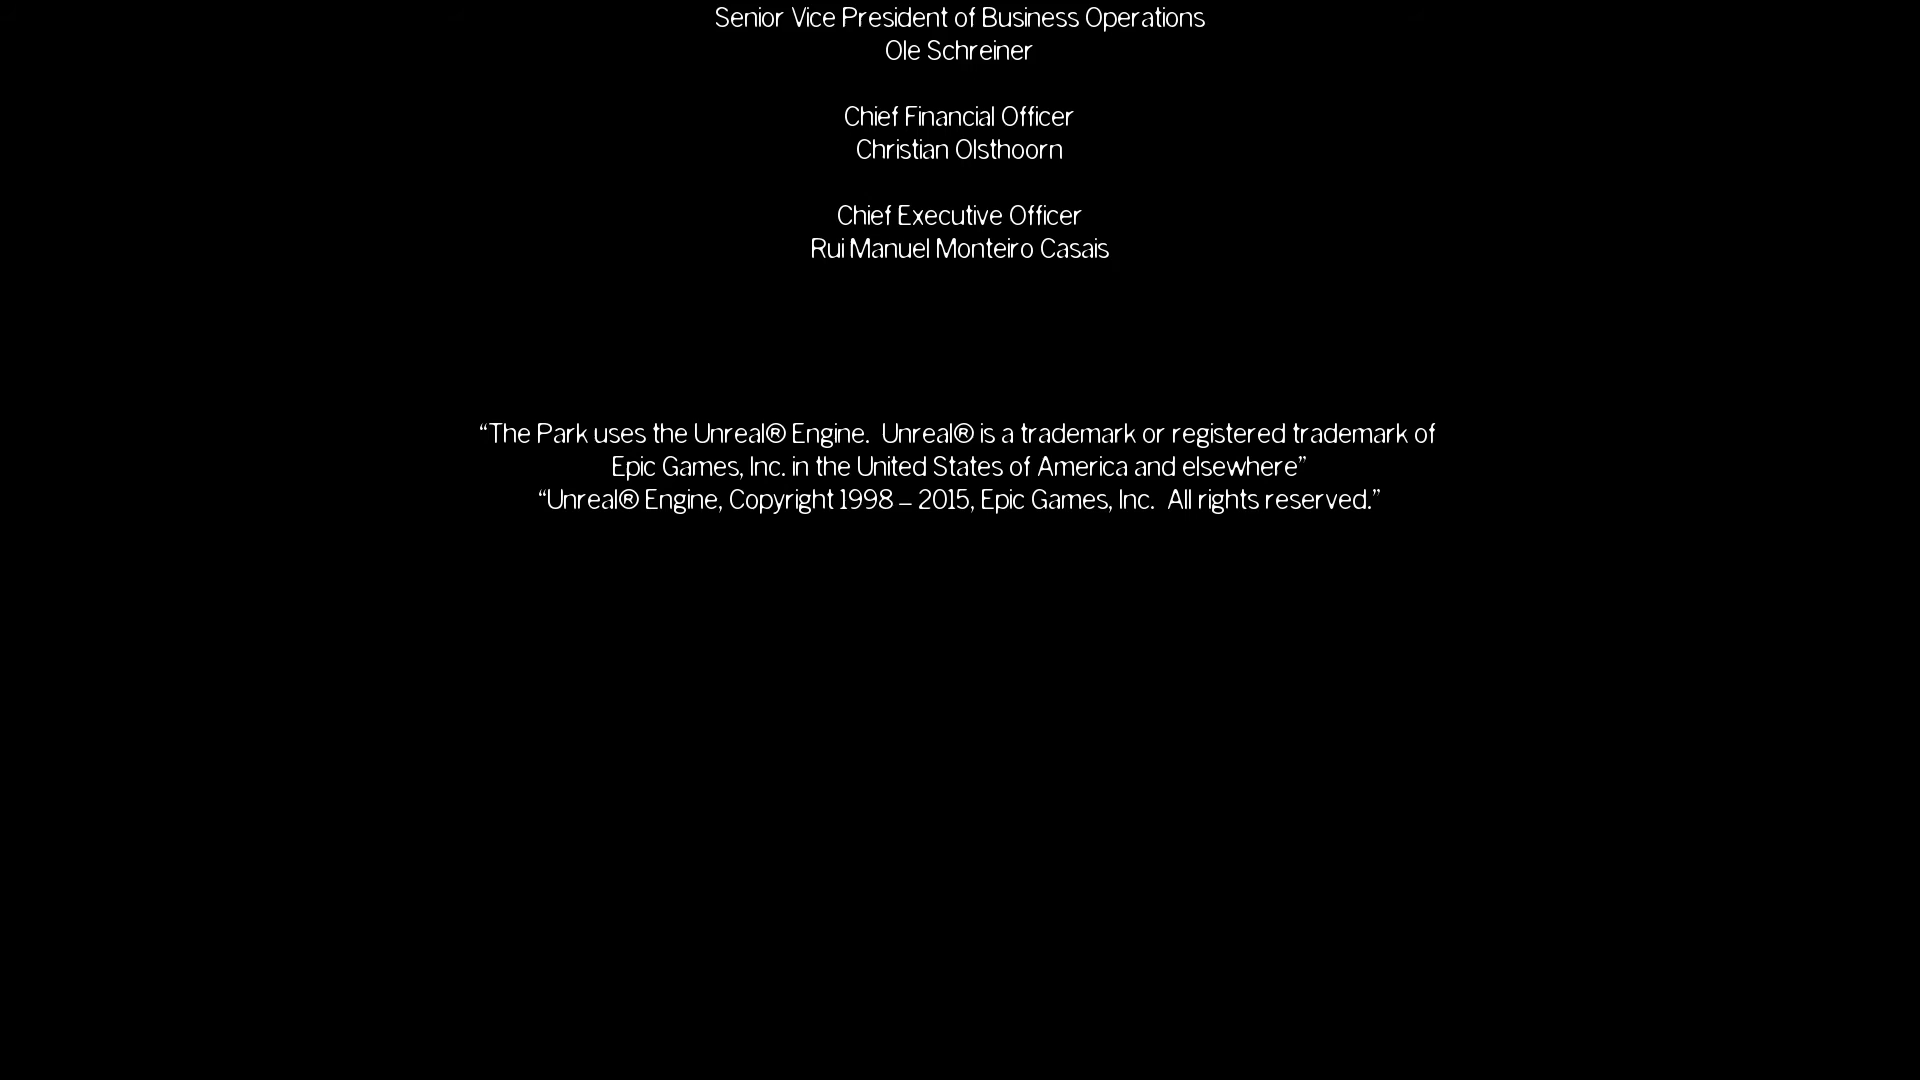 Senior Vice President of Business Operations
Ole Schreiner
Chief Financial Officer
Christian Olsthoorn
Chief Executive Officer
Rui Manuel Monteiro Casais
“The Park uses the Unreal® Engine.  Unreal® is a trademark or registered trademark of
Epic Games, Inc. in the United States of America and elsewhere”
“Unreal® Engine, Copyright 1998 – 2015, Epic Games, Inc.  All rights reserved.”